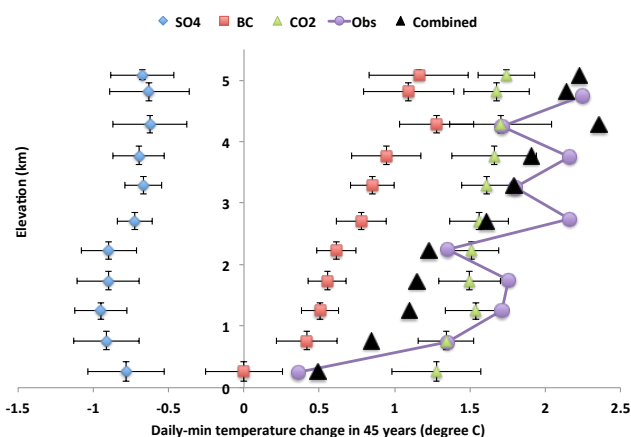 SO4 BC CO2 Obs Combined
5
4
3
2
1
0
Elevation (km)
-1.5 -1 -0.5 0 0.5 1 1.5 2 2.5
Daily-min temperature change in 45 years (degree C)